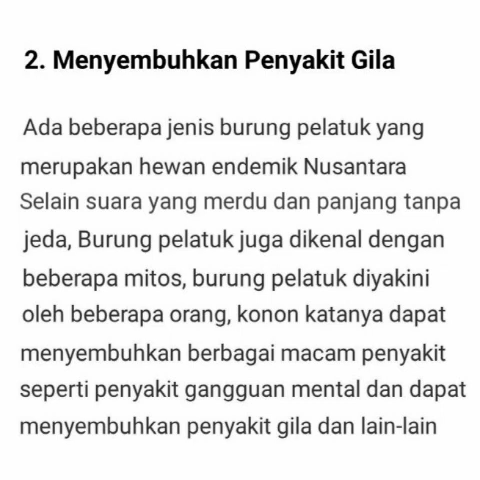 2. Menyembuhkan Penyakit Gila
Ada beberapa jenis burung pelatuk yang
merupakan hewan endemik Nusantara
Selain suara yang merdu dan panjang tanpa
jeda, Burung pelatuk juga dikenal dengan
beberapa mitos, burung pelatuk diyakini
oleh beberapa orang, konon katanya dapat
menyembuhkan berbagai macam penyakit
seperti penyakit gangguan mental dan dapat
menyembuhkan penyakit gila dan lain-lain